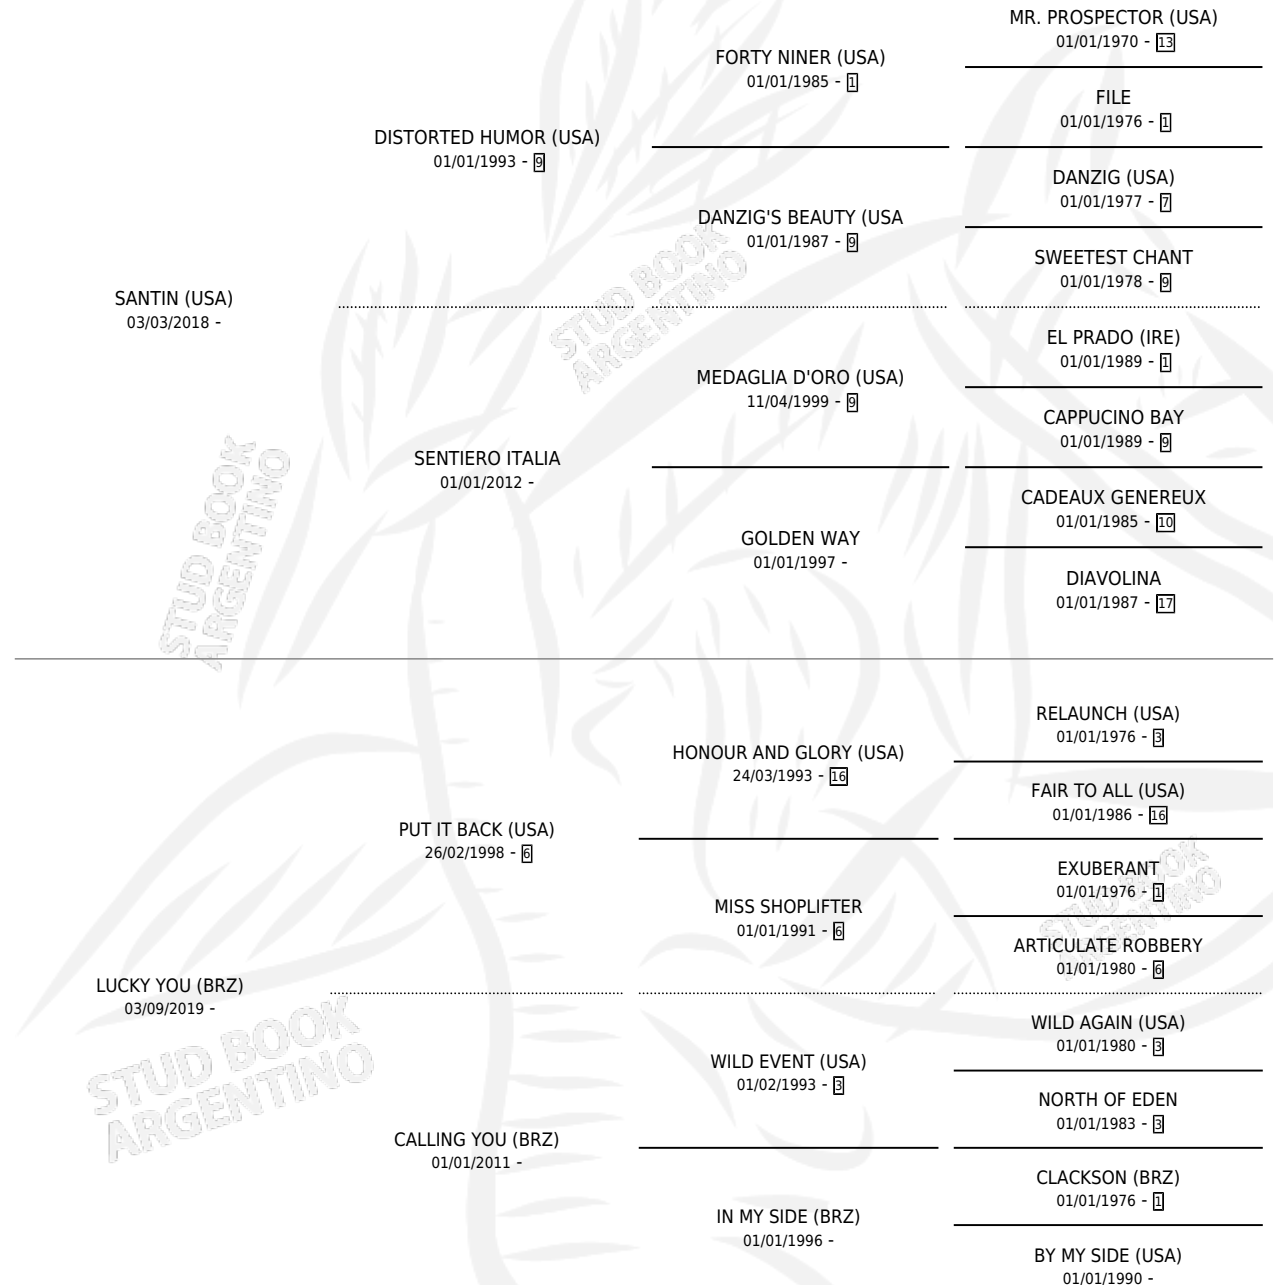 MR. PROSPECTOR (USA)
01/01/1970 - 13
FORTY NINER (USA)
01/01/1985 - 1
FILE
01/01/1976 - 1
DISTORTED HUMOR (USA)
01/01/1993 - 9
DANZIG (USA)
01/01/1977 - 7
DANZIG'S BEAUTY (USA
01/01/1987 - 9
SWEETEST CHANT
01/01/1978 - 9
SANTIN (USA)
03/03/2018 -
STUD BOOK
ARGENTINO
EL PRADO (IRE)
01/01/1989 - 1
MEDAGLIA D'ORO (USA)
11/04/1999 - 9
CAPPUCINO BAY
01/01/1989 - 9
SENTIERO ITALIA
01/01/2012 -
CADEAUX GENEREUX
01/01/1985 - 10
GOLDEN WAY
01/01/1997 -
DIAVOLINA
01/01/1987 - 17
STUD BOOK
ARGENTINO
RELAUNCH (USA)
01/01/1976 - 3
HONOUR AND GLORY (USA)
24/03/1993 - 16
FAIR TO ALL (USA)
01/01/1986 - 16
PUT IT BACK (USA)
26/02/1998 - 6
EXUBERANT
01/01/1976 - 1
MISS SHOPLIFTER
01/01/1991 - 6
ARTICULATE ROBBERY
01/01/1980 - 6
STUD BOOK
ARGENTINO
LUCKY YOU (BRZ)
03/09/2019 -
STUD BOOK
ARGENTINO
WILD AGAIN (USA)
01/01/1980 - 3
WILD EVENT (USA)
01/02/1993 - 3
NORTH OF EDEN
01/01/1983 - 3
CALLING YOU (BRZ)
01/01/2011 -
CLACKSON (BRZ)
01/01/1976 - 1
IN MY SIDE (BRZ)
01/01/1996 -
BY MY SIDE (USA)
01/01/1990 -